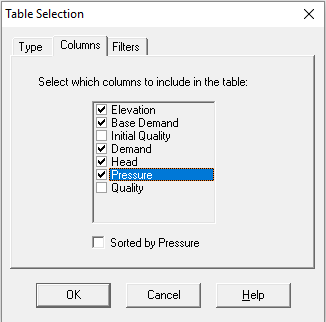 Table Selection
Type Columns Filters
Select which columns to include in the table:
Elevation
Base Demand
Initial Quality
Demand
Head
Pressure
Quality
Sorted by Pressure
OK Cancel Help